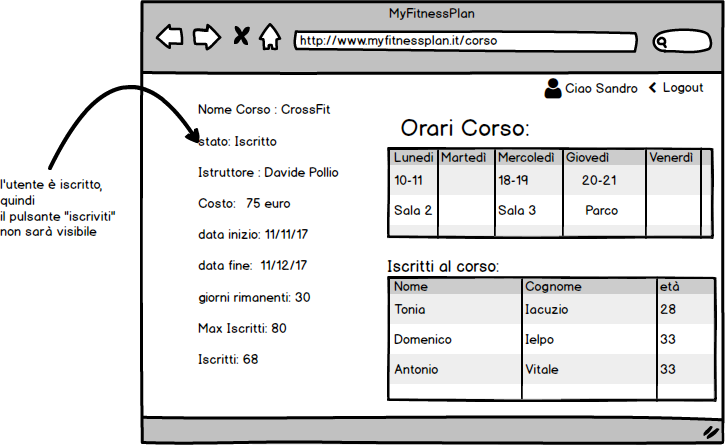 MyFitnessPlan
http://www.myfitnessplan.it/corso
Ciao Sandro
Logout
l'utente è iscritto,
quindi
il pulsante "iscriviti"
non sarà visibile
Nome Corso : CrossFit
stato: Iscritto
Istruttore : Davide Pollio
Costo: 75 euro
data inizio: 11/11/17
data fine: 11/12/17
giorni rimanenti: 30
Max Iscritti: 80
Iscritti: 68
Orari Corso:
Lunedì Martedì Mercoledì Giovedì Venerdì
10-11 18-19 20-21
Sala 2 Sala 3 Parco
Iscritti al corso:
Nome Cognome età
Tonia Iacuzio 28
Domenico Ielpo 33
Antonio Vitale 33